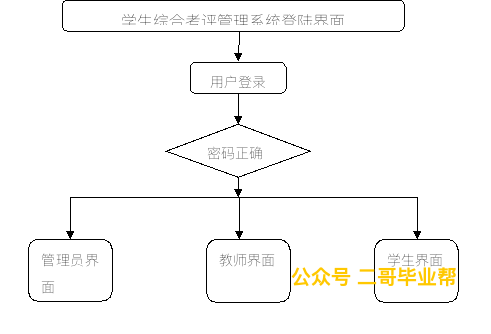 学生综合考评管理系统登陆界面
用户登录
密码正确
管理员界
面
教师界面
学生界面
公众号 二哥毕业帮